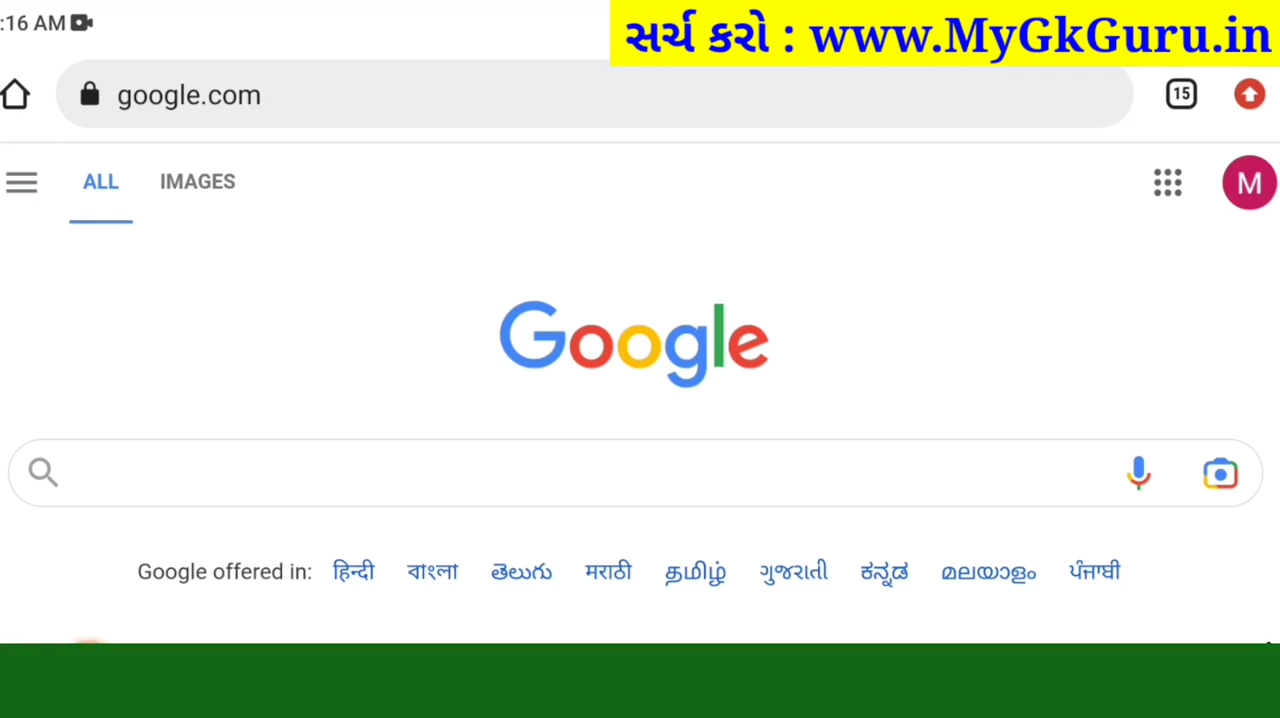 :16 AM
સર્ચ કરો : www.MyGkGuru.in
google.com
15
ALL IMAGES
M
Google
Google offered in: हिन्दी বাংলা తెలుగు मराठी தமிழ் ગુજરાતી ಕನ್ನಡ മലയാളം ਪੰਜਾਬੀ